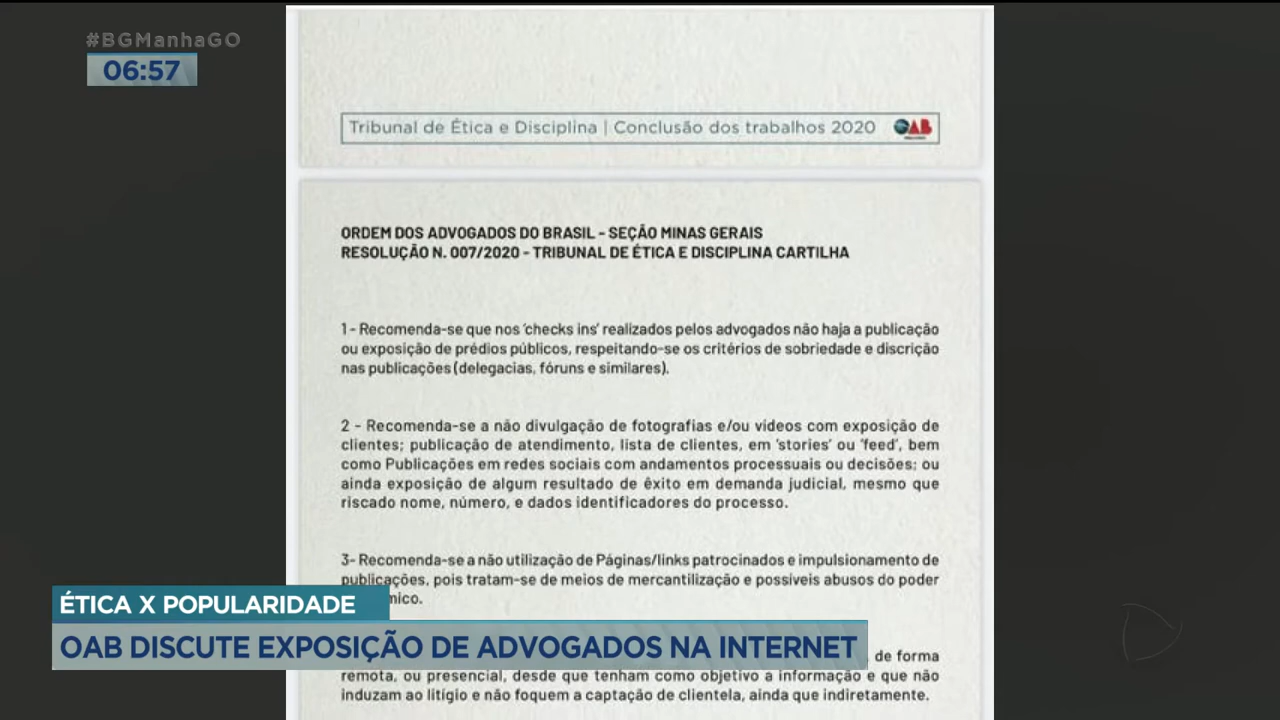 #BGManhaGO
06:57
Tribunal de Ética e Disciplina | Conclusão dos trabalhos 2020
OAB
ORDEM DOS ADVOGADOS DO BRASIL - SEÇÃO MINAS GERAIS
RESOLUÇÃO N. 007/2020 - TRIBUNAL DE ÉTICA E DISCIPLINA CARTILHA
1 - Recomenda-se que nos ‘checks ins’ realizados pelos advogados não haja a publicação
ou exposição de prédios públicos, respeitando-se os critérios de sobriedade e discrição
nas publicações (delegacias, fóruns e similares).
2 - Recomenda-se a não divulgação de fotografias e/ou vídeos com exposição de
clientes; publicação de atendimento, lista de clientes, em ‘stories’ ou ‘feed’, bem
como Publicações em redes sociais com andamentos processuais ou decisões; ou
ainda exposição de algum resultado de êxito em demanda judicial, mesmo que
riscado nome, número, e dados identificadores do processo.
3- Recomenda-se a não utilização de Páginas/links patrocinados e impulsionamento de
publicações, pois tratam-se de meios de mercantilização e possíveis abusos do poder
mico.
ÉTICA X POPULARIDADE
OAB DISCUTE EXPOSIÇÃO DE ADVOGADOS NA INTERNET
de forma
remota, ou presencial, desde que tenham como objetivo a informação e que não
induzam ao litígio e não foquem a captação de clientela, ainda que indiretamente.